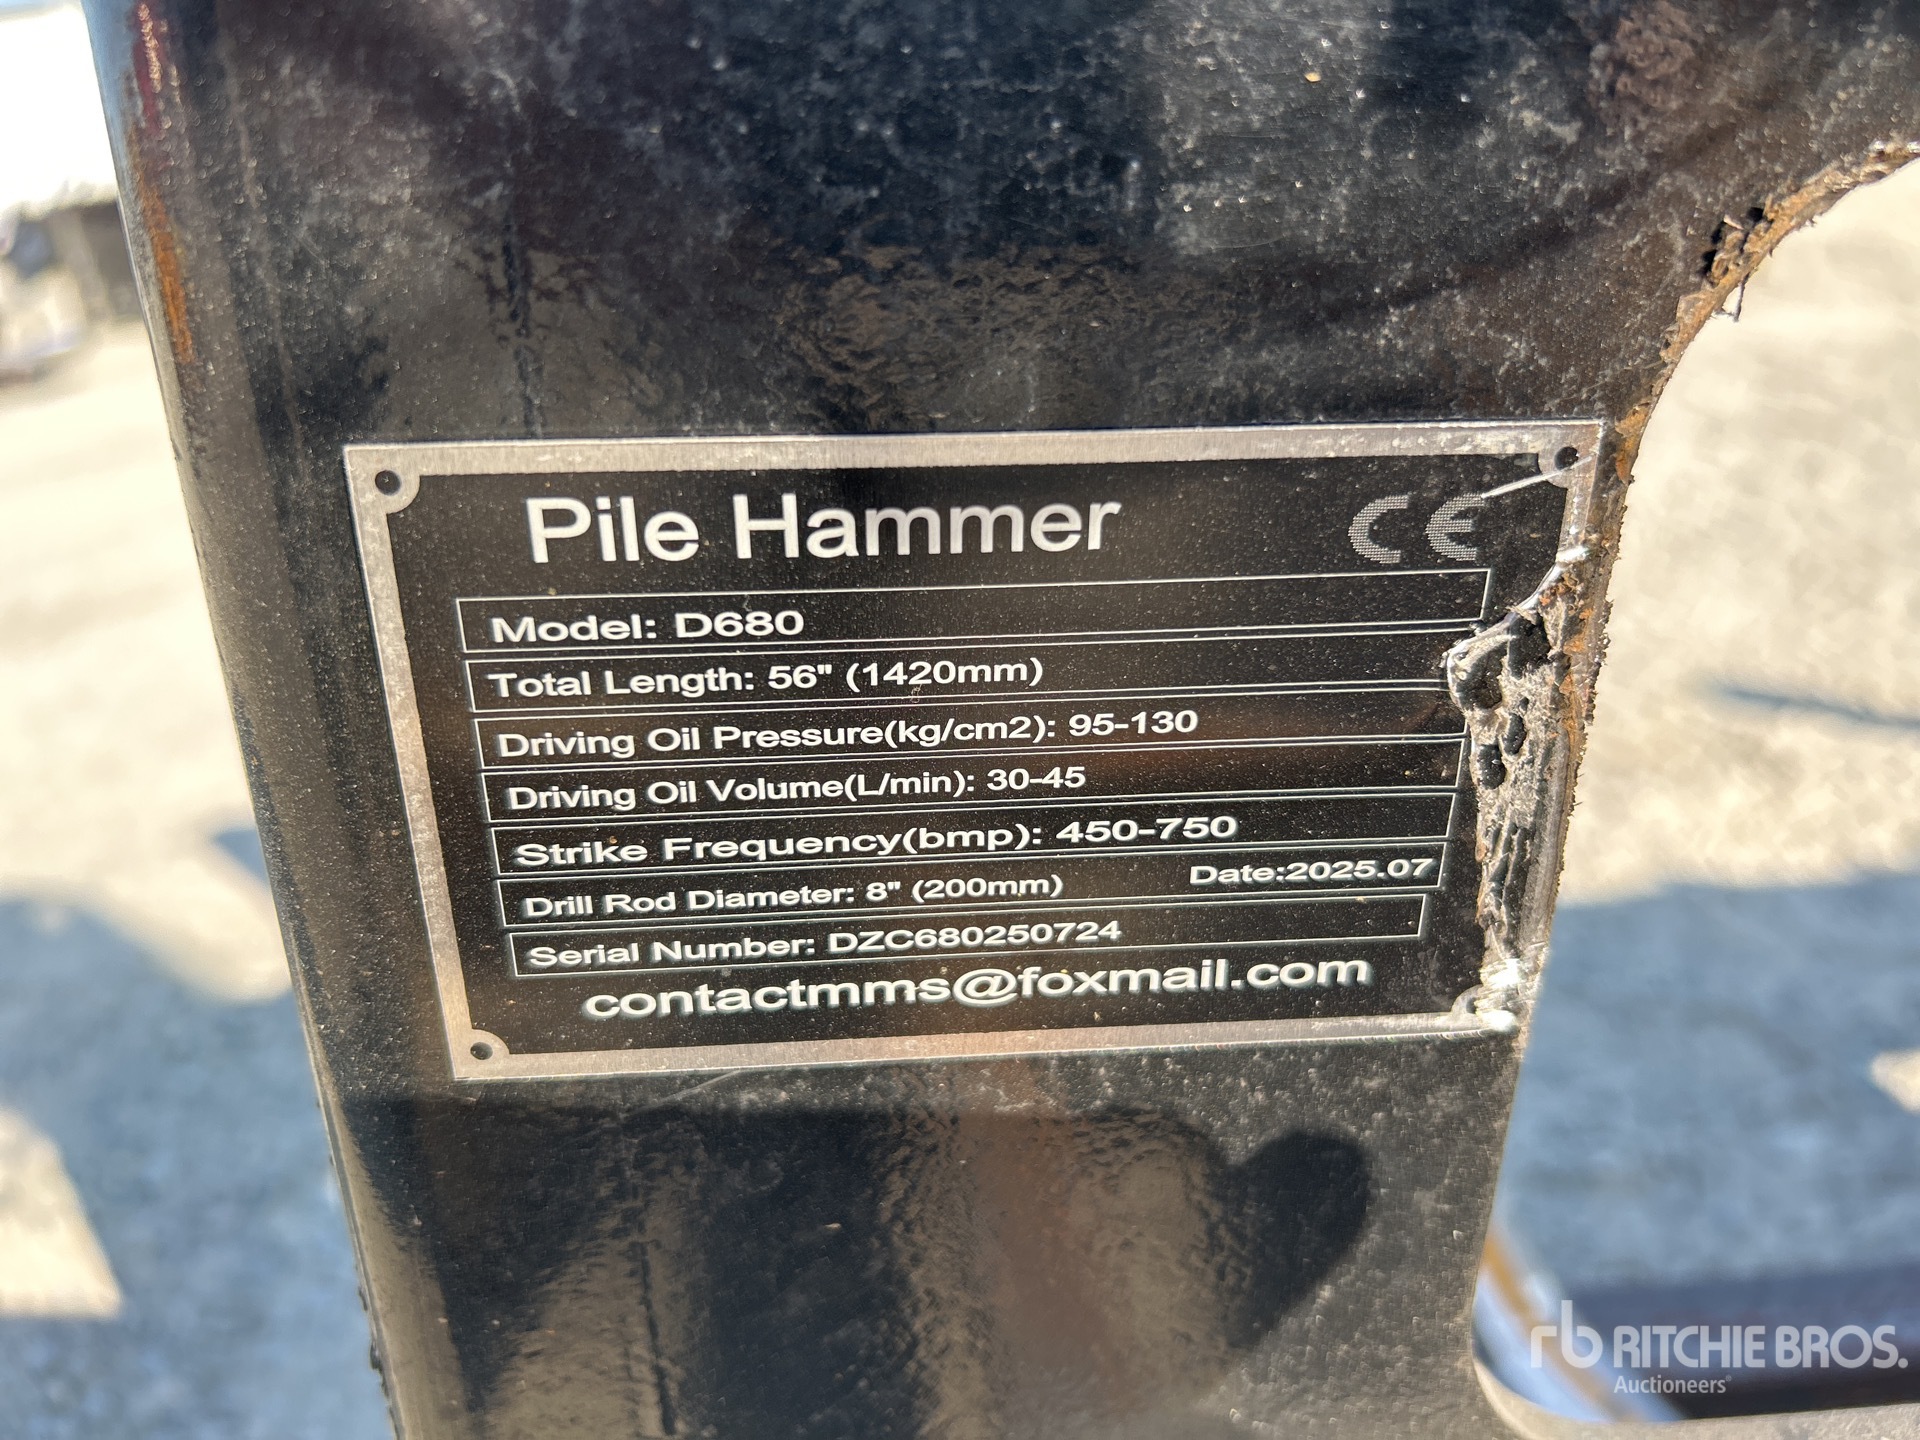 Pile Hammer CE
Model: D680
Total Length: 56" (1420mm)
Driving Oil Pressure(kg/cm2): 95-130
Driving Oil Volume(L/min): 30-45
Strike Frequency(bmp): 450-750
Drill Rod Diameter: 8" (200mm) Date:2025.07
Serial Number: DZC680250724
contactmms@foxmail.com
rb RITCHIE BROS.
Auctioneers